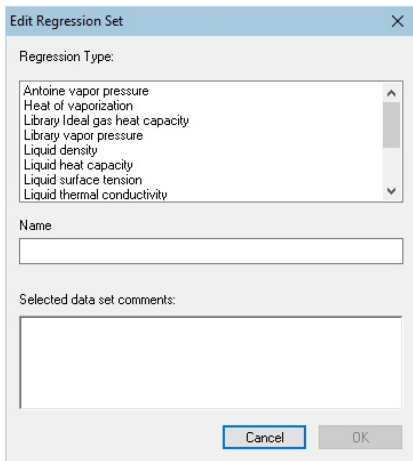 Edit Regression Set
Regression Type:
Antoine vapor pressure
Heat of vaporization
Library Ideal gas heat capacity
Library vapor pressure
Liquid density
Liquid heat capacity
Liquid surface tension
Liquid thermal conductivity
Name
Selected data set comments:
Cancel OK